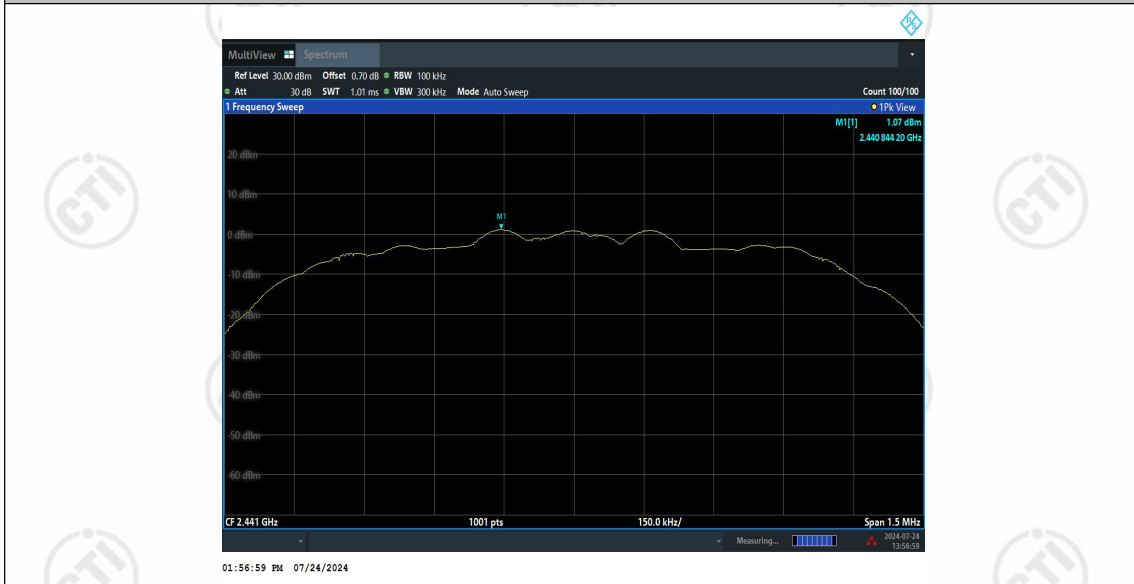 R S
MultiView Spectrum
Ref Level 30.00 dBm Offset 0.70 dB RBW 100 kHz
Att 30 dB SWT 1.01 ms VBW 300 kHz Mode Auto Sweep Count 100/100
1 Frequency Sweep 1Pk View
M1[1] 1.07 dBm
2.440 844 20 GHz
20 dBm
10 dBm
M1
0 dBm
-10 dBm
-20 dBm
-30 dBm
-40 dBm
-50 dBm
-60 dBm
CF 2.441 GHz 1001 pts 150.0 kHz/ Span 1.5 MHz
Measuring... 2024-07-24
13:56:59
01:56:59 PM 07/24/2024
CTI
CTI
CTI
CTI